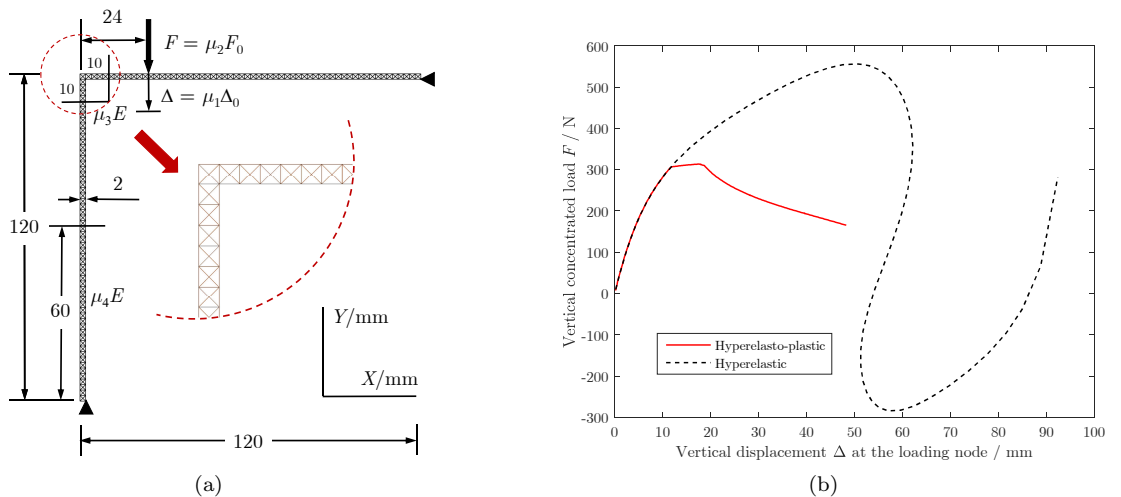 24
F = μ₂F₀
10
10
Δ = μ₁Δ₀
μ₃E
2
120
μ₄E
60
Y/mm
X/mm
120
(a)
600
500
400
300
200
100
0
-100
-200
-300
Vertical concentrated load F / N
Hyperelasto-plastic
Hyperelastic
0 10 20 30 40 50 60 70 80 90 100
Vertical displacement Δ at the loading node / mm
(b)